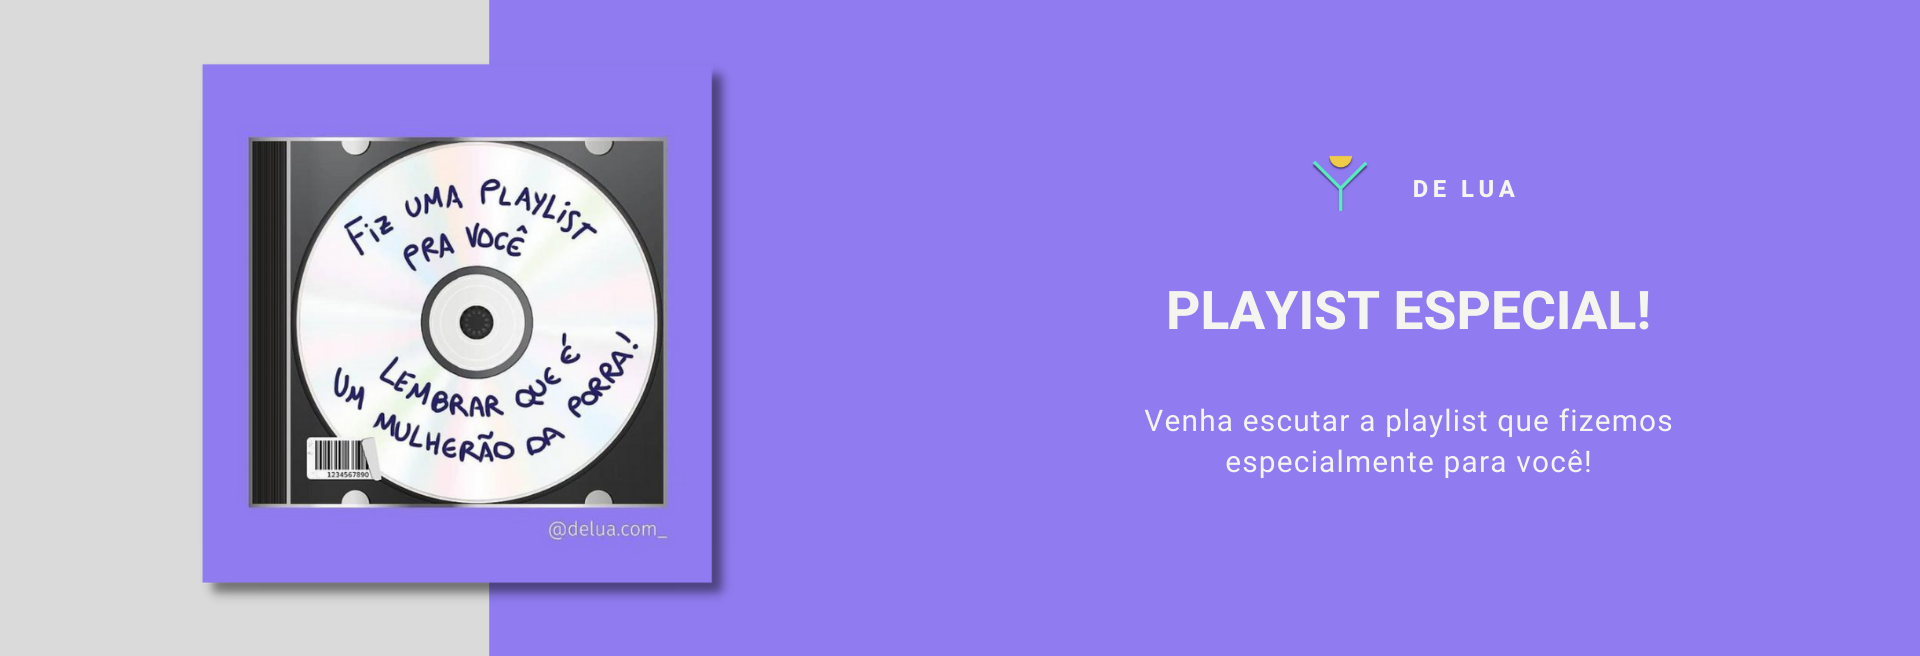 FiZ UMA PLAYLiST
PRA VOCÊ
LEMBRAR QUE É
UM MULHERÃO DA PORRA!
1234567890
@delua.com_
DE LUA
PLAYIST ESPECIAL!
Venha escutar a playlist que fizemos
especialmente para você!